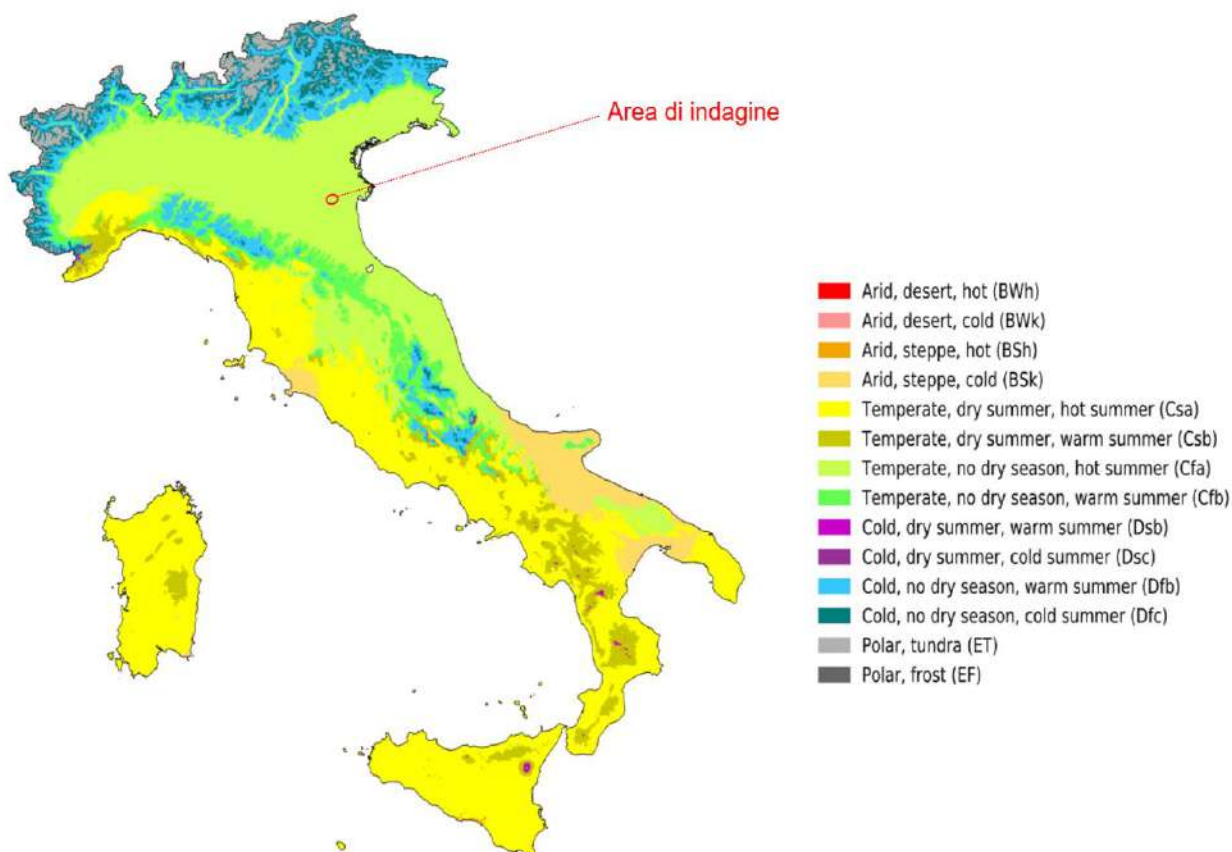 Area di indagine
Arid, desert, hot (BWh)
Arid, desert, cold (BWk)
Arid, steppe, hot (BSh)
Arid, steppe, cold (BSk)
Temperate, dry summer, hot summer (Csa)
Temperate, dry summer, warm summer (Csb)
Temperate, no dry season, hot summer (Cfa)
Temperate, no dry season, warm summer (Cfb)
Cold, dry summer, warm summer (Dsb)
Cold, dry summer, cold summer (Dsc)
Cold, no dry season, warm summer (Dfb)
Cold, no dry season, cold summer (Dfc)
Polar, tundra (ET)
Polar, frost (EF)